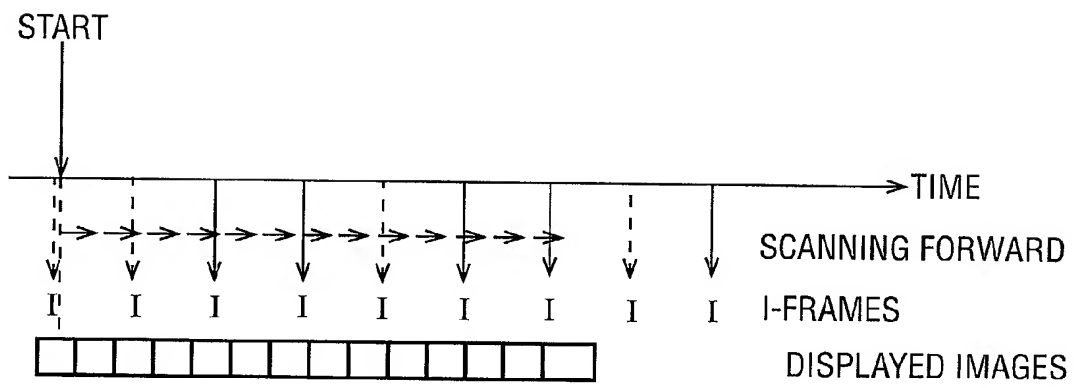 START
TIME
SCANNING FORWARD
I I I I I I I I I I-FRAMES
DISPLAYED IMAGES